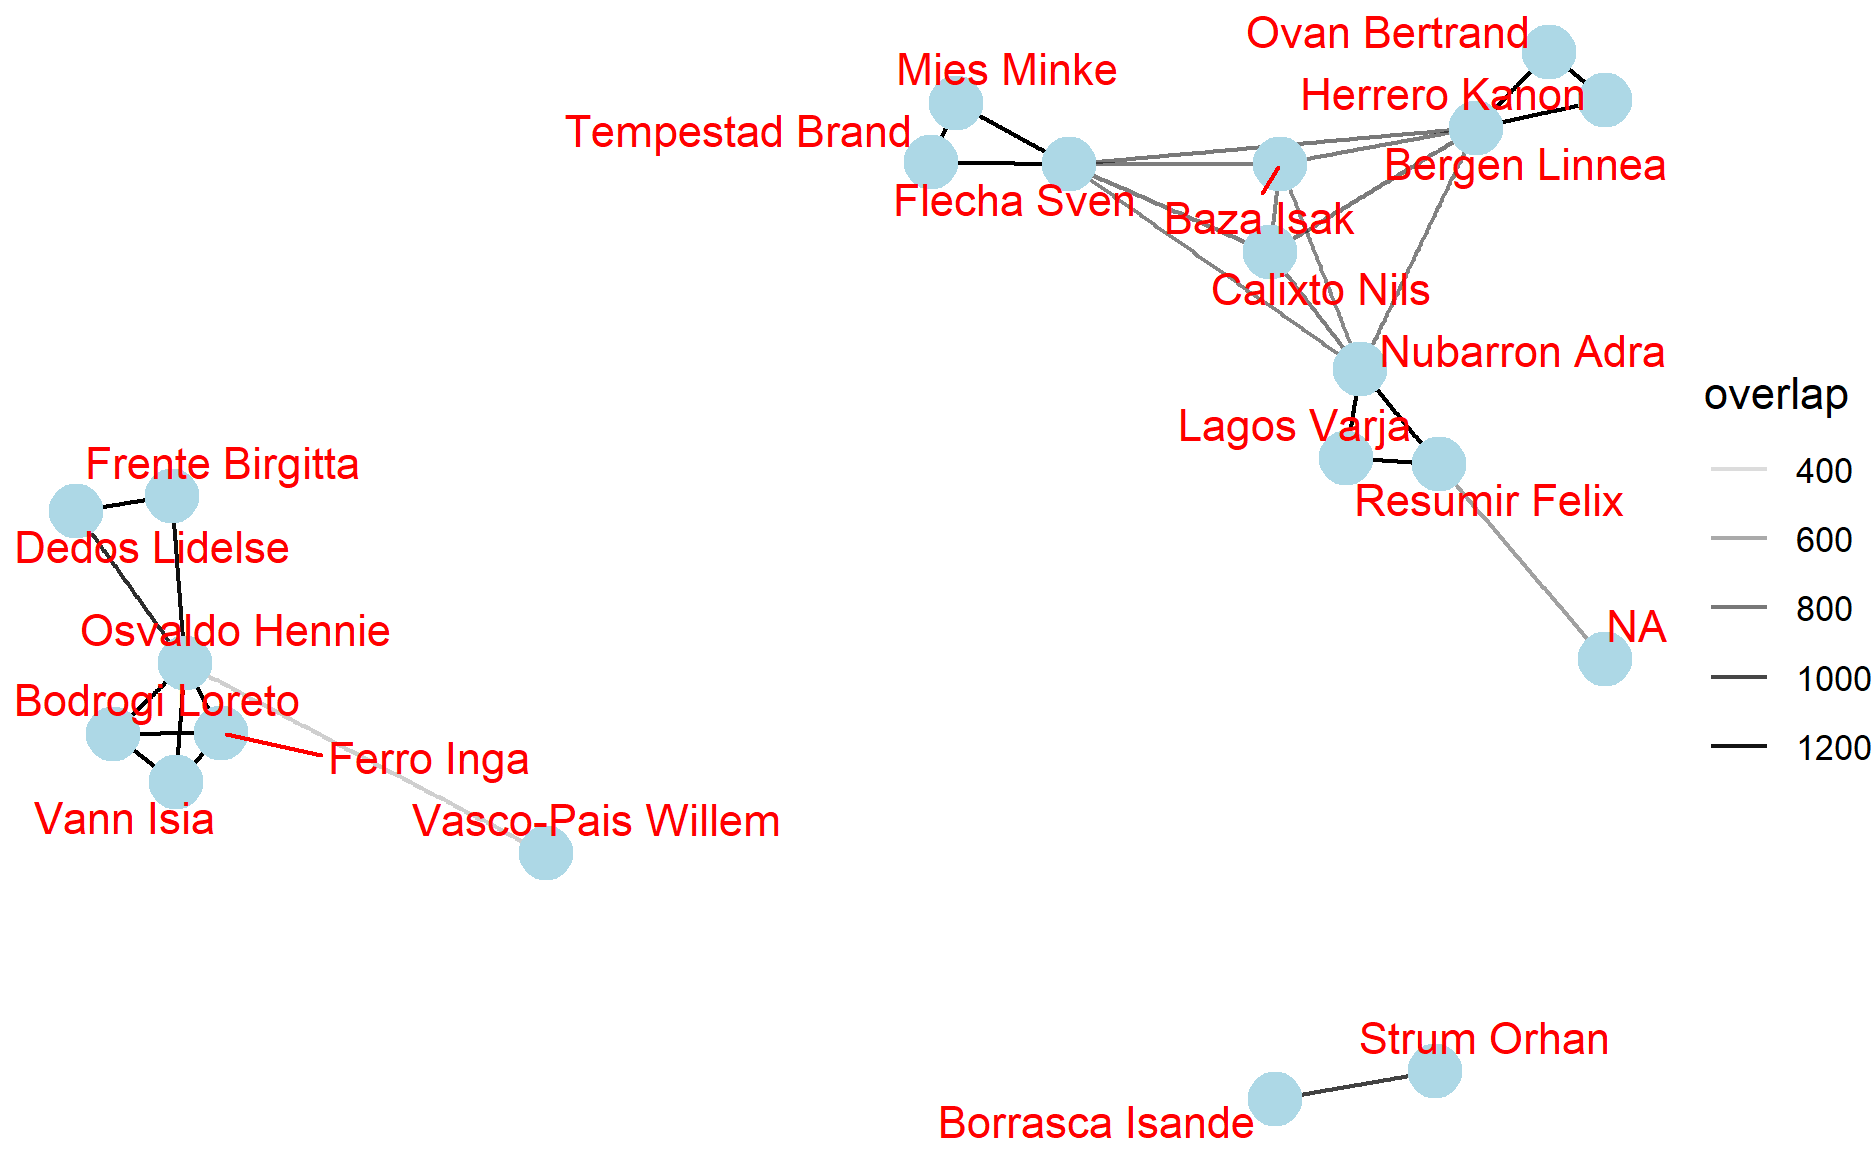 Ovan Bertrand
Mies Minke
Herrero Kanon
Tempestad Brand
Bergen Linnea
Flecha Sven
Baza Isak
Calixto Nils
Nubarron Adra
Lagos Varja
Resumir Felix
NA
Frente Birgitta
Dedos Lidelse
Osvaldo Hennie
Bodrogi Loreto
Ferro Inga
Vann Isia
Vasco-Pais Willem
Strum Orhan
Borrasca Isande
overlap
400
600
800
1000
1200